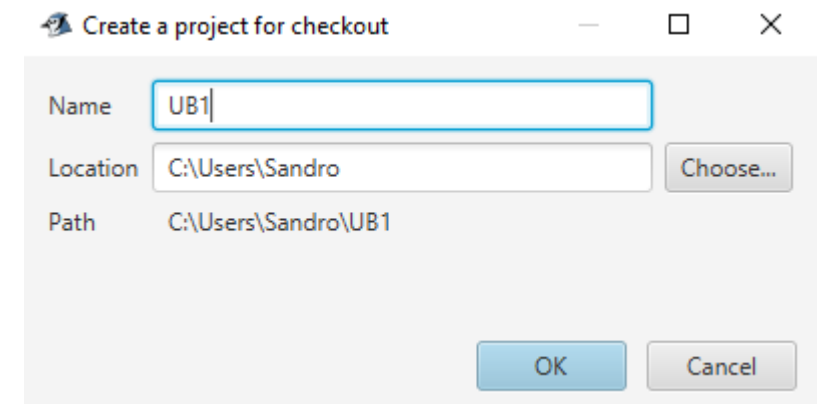 Create a project for checkout
Name UB1
Location C:\Users\Sandro Choose...
Path C:\Users\Sandro\UB1
OK Cancel